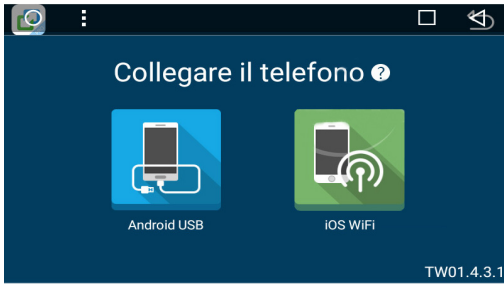 Collegare il telefono ?
Android USB
iOS WiFi
TW01.4.3.1